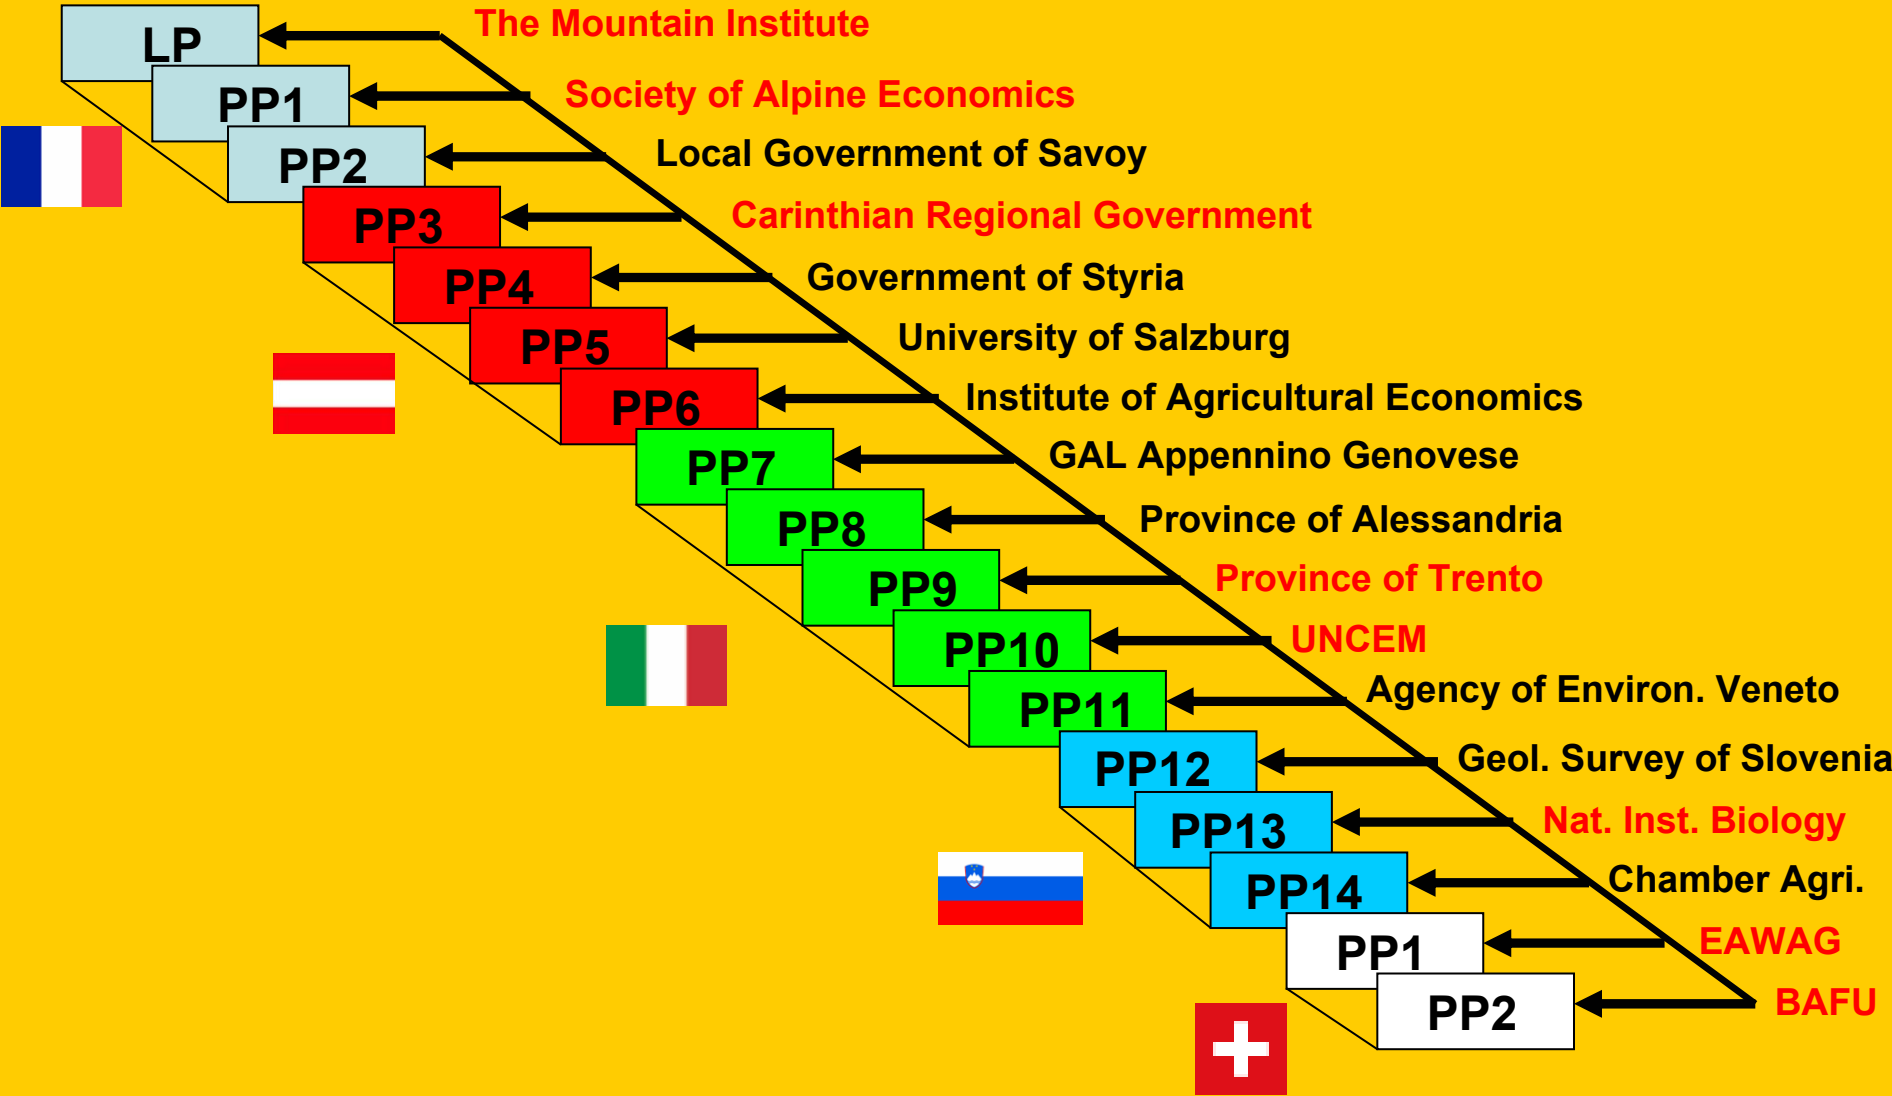 LP
The Mountain Institute
PP1
Society of Alpine Economics
PP2
Local Government of Savoy
PP3
Carinthian Regional Government
PP4
Government of Styria
PP5
University of Salzburg
PP6
Institute of Agricultural Economics
PP7
GAL Appennino Genovese
PP8
Province of Alessandria
PP9
Province of Trento
PP10
UNCEM
PP11
Agency of Environ. Veneto
PP12
Geol. Survey of Slovenia
PP13
Nat. Inst. Biology
PP14
Chamber Agri.
PP1
EAWAG
PP2
BAFU